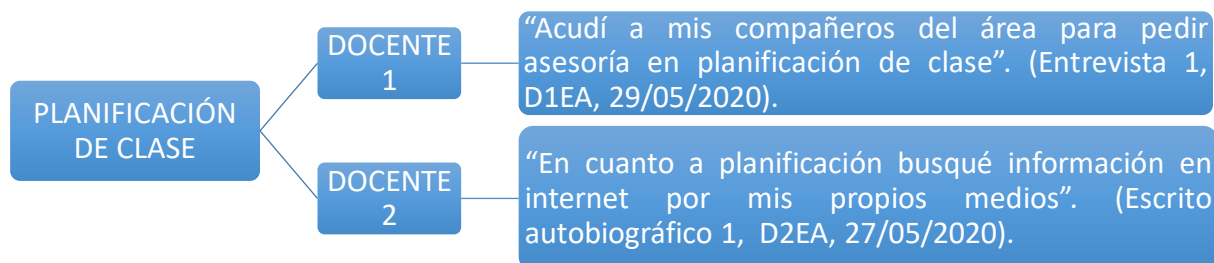 PLANIFICACIÓN
DE CLASE
DOCENTE
1
“Acudí a mis compañeros del área para pedir
asesoría en planificación de clase”. (Entrevista 1,
D1EA, 29/05/2020).
DOCENTE
2
“En cuanto a planificación busqué información en
internet por mis propios medios”. (Escrito
autobiográfico 1, D2EA, 27/05/2020).